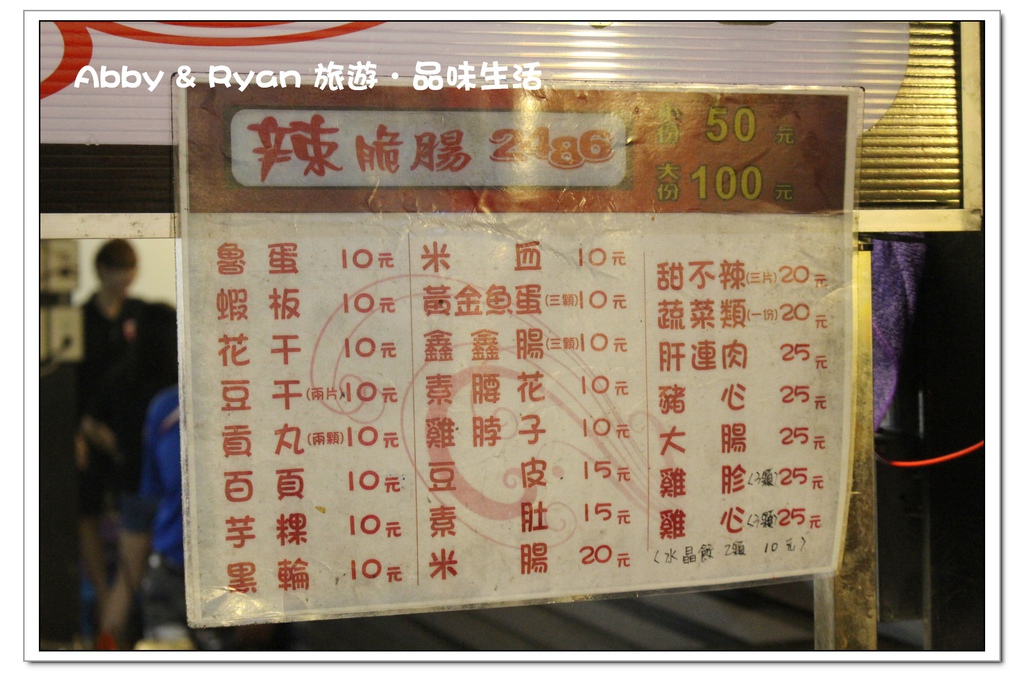 Abby & Ryan 旅遊・品味生活
辣脆腸 2486
小份 50元
大份 100元
魯蛋 10元
蝦板 10元
花干 10元
豆干(兩片) 10元
貢丸(兩顆) 10元
百頁 10元
芋粿 10元
黑輪 10元
米血 10元
黃金魚蛋(三顆) 10元
鑫鑫腸(三顆) 10元
素腰花 10元
雞脖子 10元
豆皮 15元
素肚 15元
米腸 20元
甜不辣(三片) 20元
蔬菜類(一份) 20元
肝連肉 25元
豬心 25元
大腸 25元
雞胗 25元
雞心 25元
(水晶餃 2顆 10元)